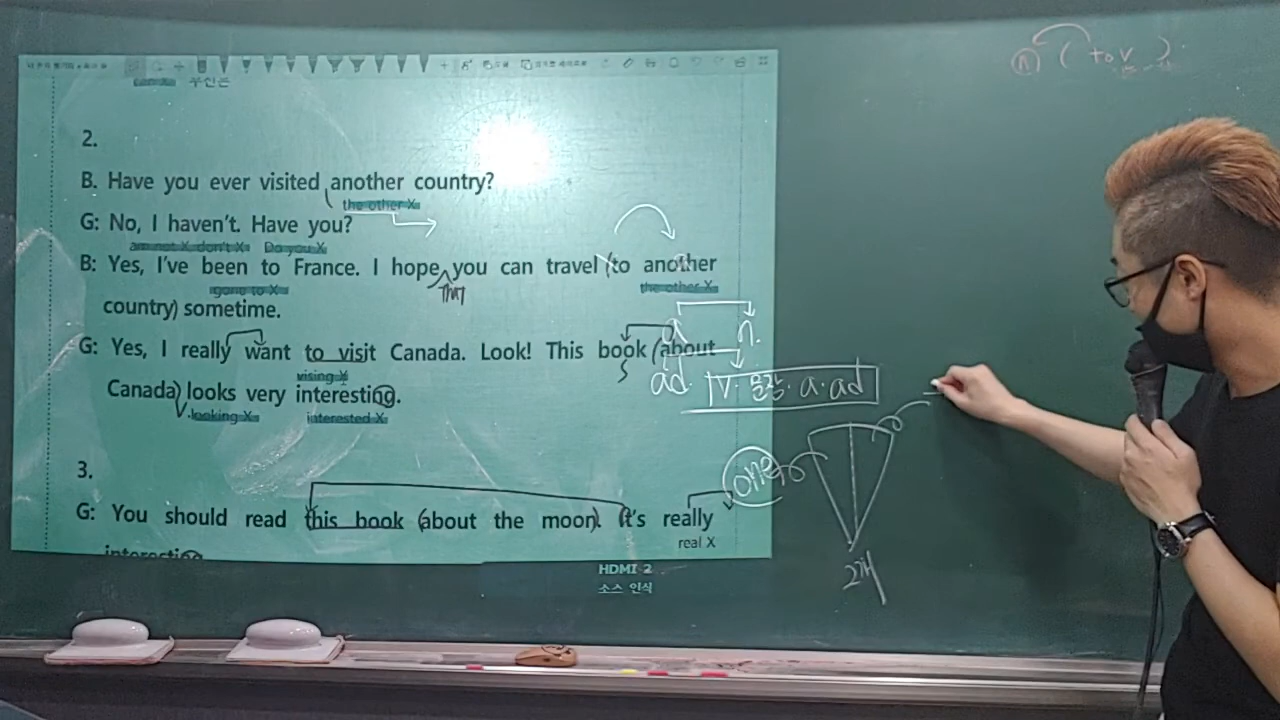 n (to v )
2.
B. Have you ever visited another country?
the other X
G: No, I haven't. Have you?
am not X don't X Do you X
B: Yes, I've been to France. I hope you can travel (to another
gone to X that the other X
country) sometime.
a n.
G: Yes, I really want to visit Canada. Look! This book (about
vising X s ad. v. 문장. a. ad
Canada) looks very interesting.
v. looking X interested X
3.
one
G: You should read this book (about the moon). It's really
real X
interesting
HDMI 2
소스 인식
2개